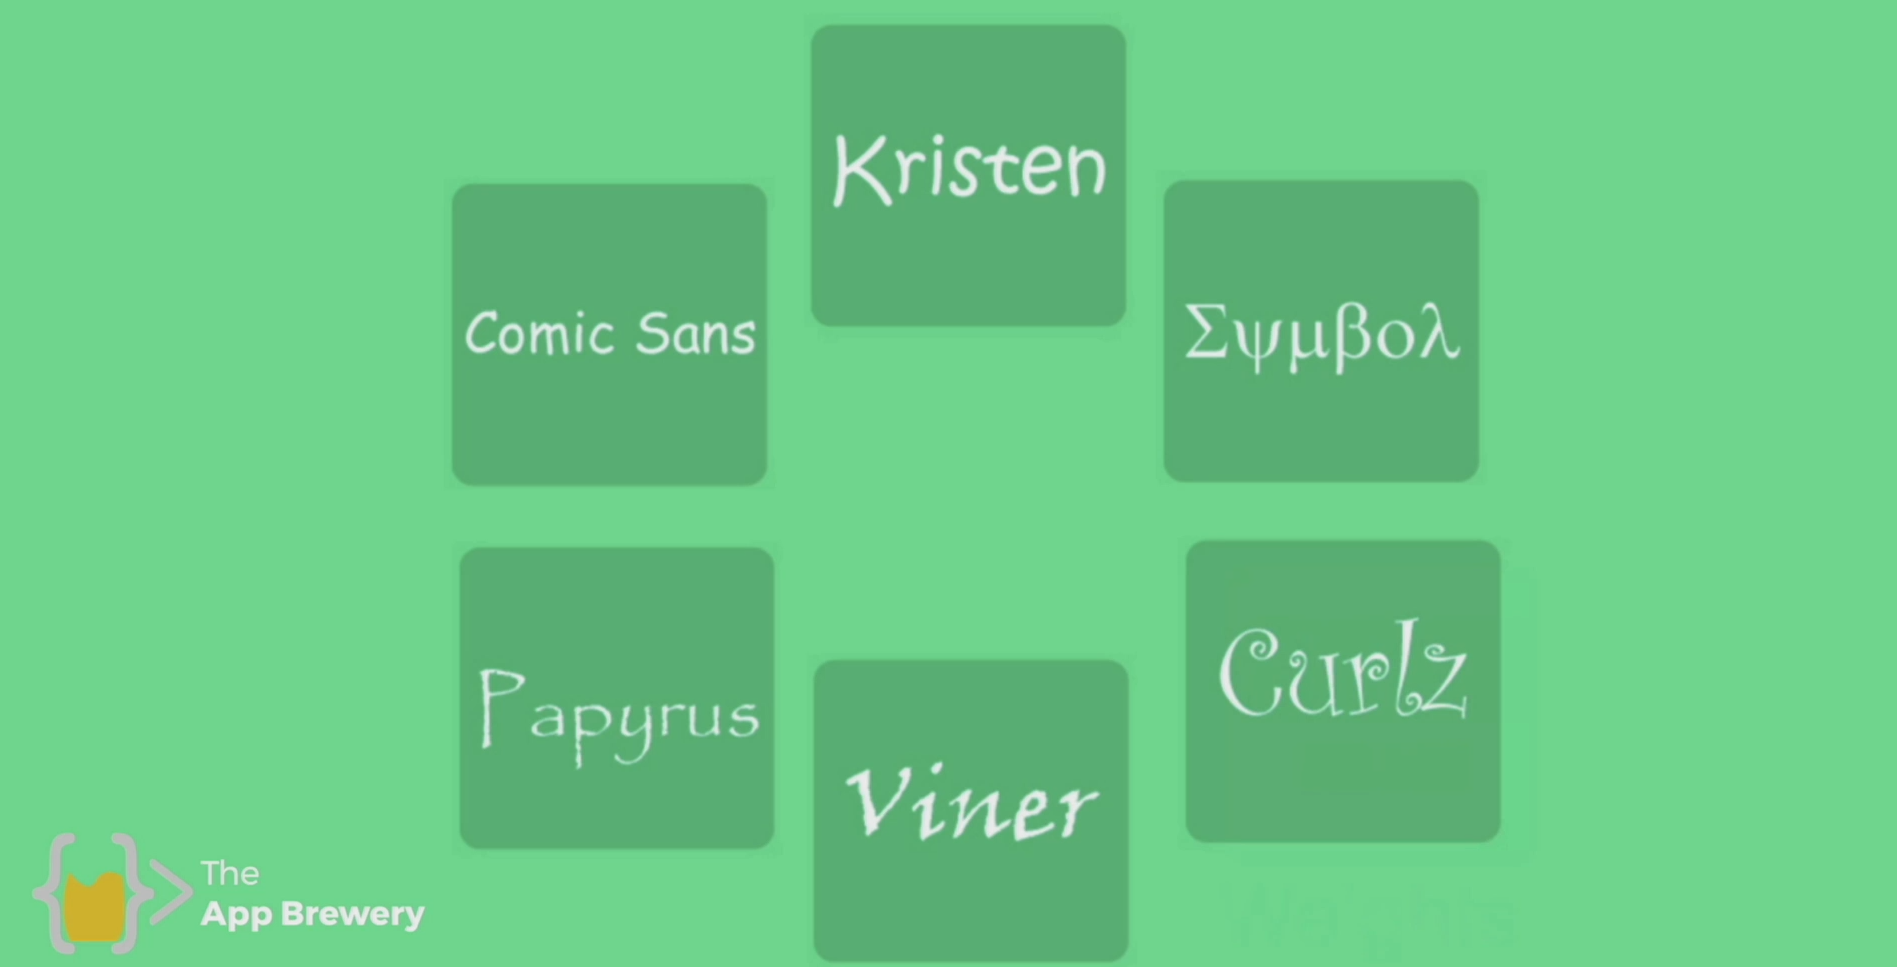 Kristen
Comic Sans
Σψμβολ
Papyrus
Curlz
Viner
The
App Brewery